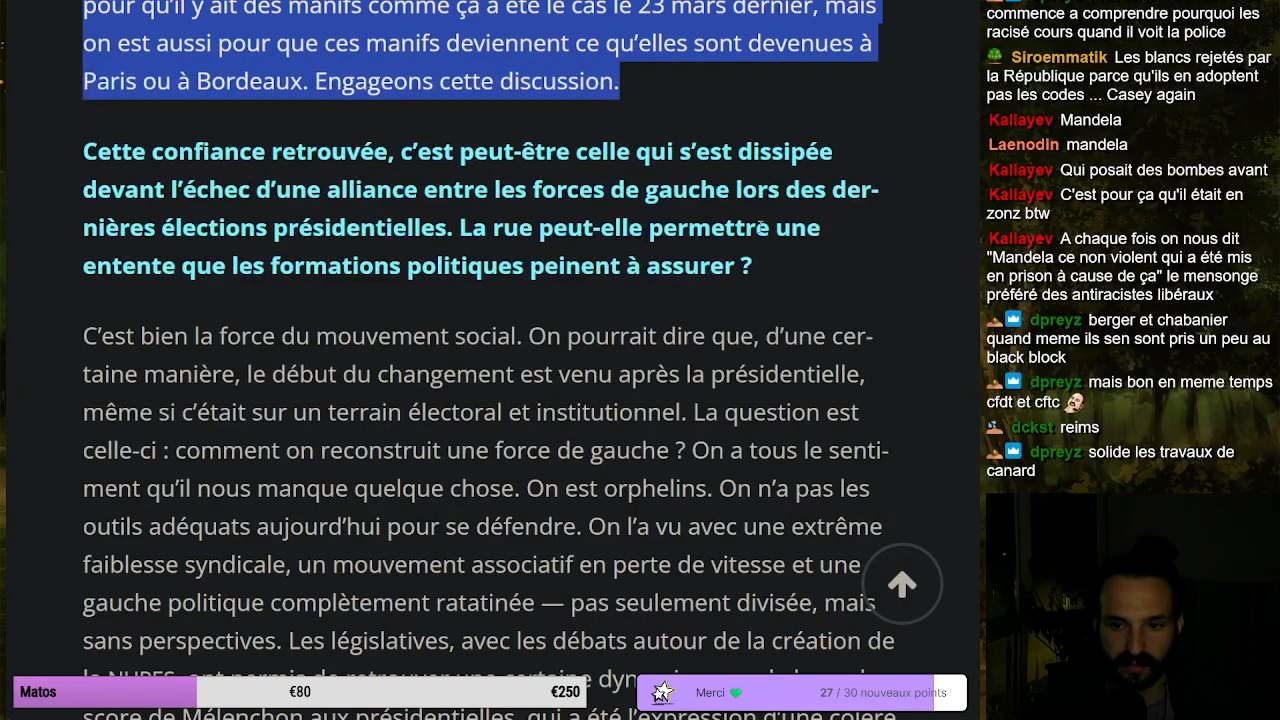 pour qu'il y ait des manifs comme ça a été le cas le 23 mars dernier, mais
on est aussi pour que ces manifs deviennent ce qu'elles sont devenues à
Paris ou à Bordeaux. Engageons cette discussion.
Cette confiance retrouvée, c'est peut-être celle qui s'est dissipée
devant l'échec d'une alliance entre les forces de gauche lors des der-
nières élections présidentielles. La rue peut-elle permettre une
entente que les formations politiques peinent à assurer ?
C'est bien la force du mouvement social. On pourrait dire que, d'une cer-
taine manière, le début du changement est venu après la présidentielle,
même si c'était sur un terrain électoral et institutionnel. La question est
celle-ci : comment on reconstruit une force de gauche ? On a tous le senti-
ment qu'il nous manque quelque chose. On est orphelins. On n'a pas les
outils adéquats aujourd'hui pour se défendre. On l'a vu avec une extrême
faiblesse syndicale, un mouvement associatif en perte de vitesse et une
gauche politique complètement ratatinée — pas seulement divisée, mais
sans perspectives. Les législatives, avec les débats autour de la création de
score de Mélenchon aux présidentielles, qui a été l'expression d'une colère
Matos €80 €250
Merci 27 / 30 nouveaux points
commence a comprendre pourquoi les
racisé cours quand il voit la police
Siroemmatik Les blancs rejetés par
la République parce qu'ils en adoptent
pas les codes ... Casey again
Kallayev Mandela
Laenodin mandela
Kallayev Qui posait des bombes avant
Kallayev C'est pour ça qu'il était en
zonz btw
Kallayev A chaque fois on nous dit
"Mandela ce non violent qui a été mis
en prison à cause de ça" le mensonge
préféré des antiracistes libéraux
dpreyz berger et chabanier
quand meme ils sen sont pris un peu au
black block
dpreyz mais bon en meme temps
cfdt et cftc
dckst reims
dpreyz solide les travaux de
canard